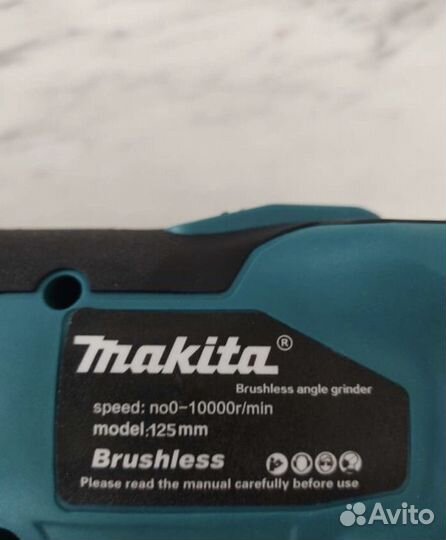 makita®
Brushless angle grinder
speed: no0-10000r/min
model:125mm
Brushless
Please read the manual carefully before use
Avito